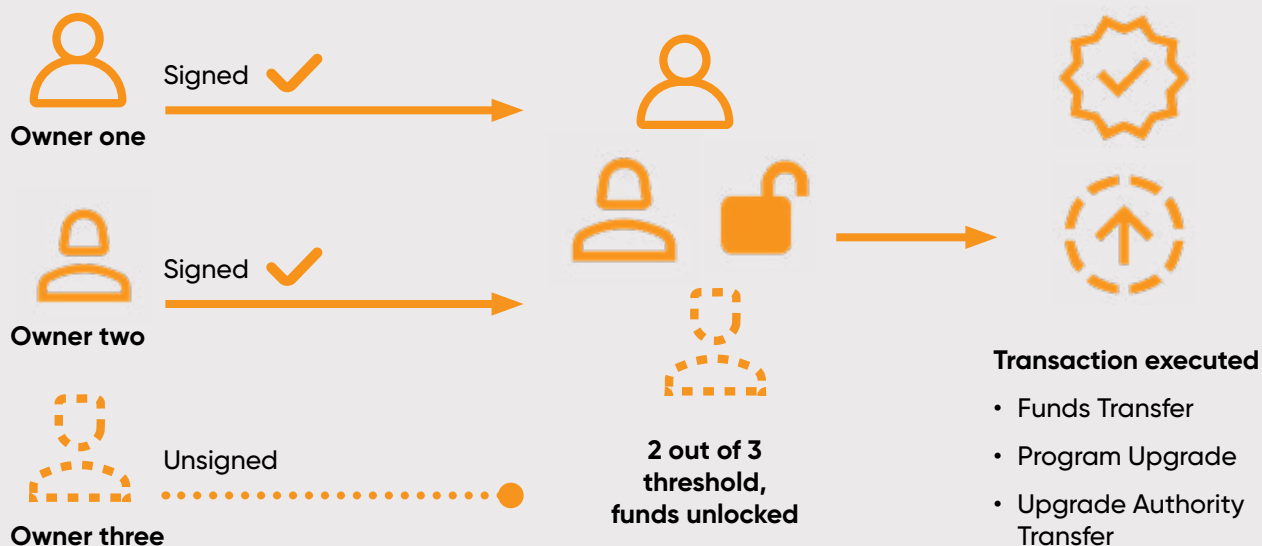 Signed
Owner one
Signed
Owner two
Unsigned
Owner three
2 out of 3
threshold,
funds unlocked
Transaction executed
• Funds Transfer
• Program Upgrade
• Upgrade Authority
Transfer